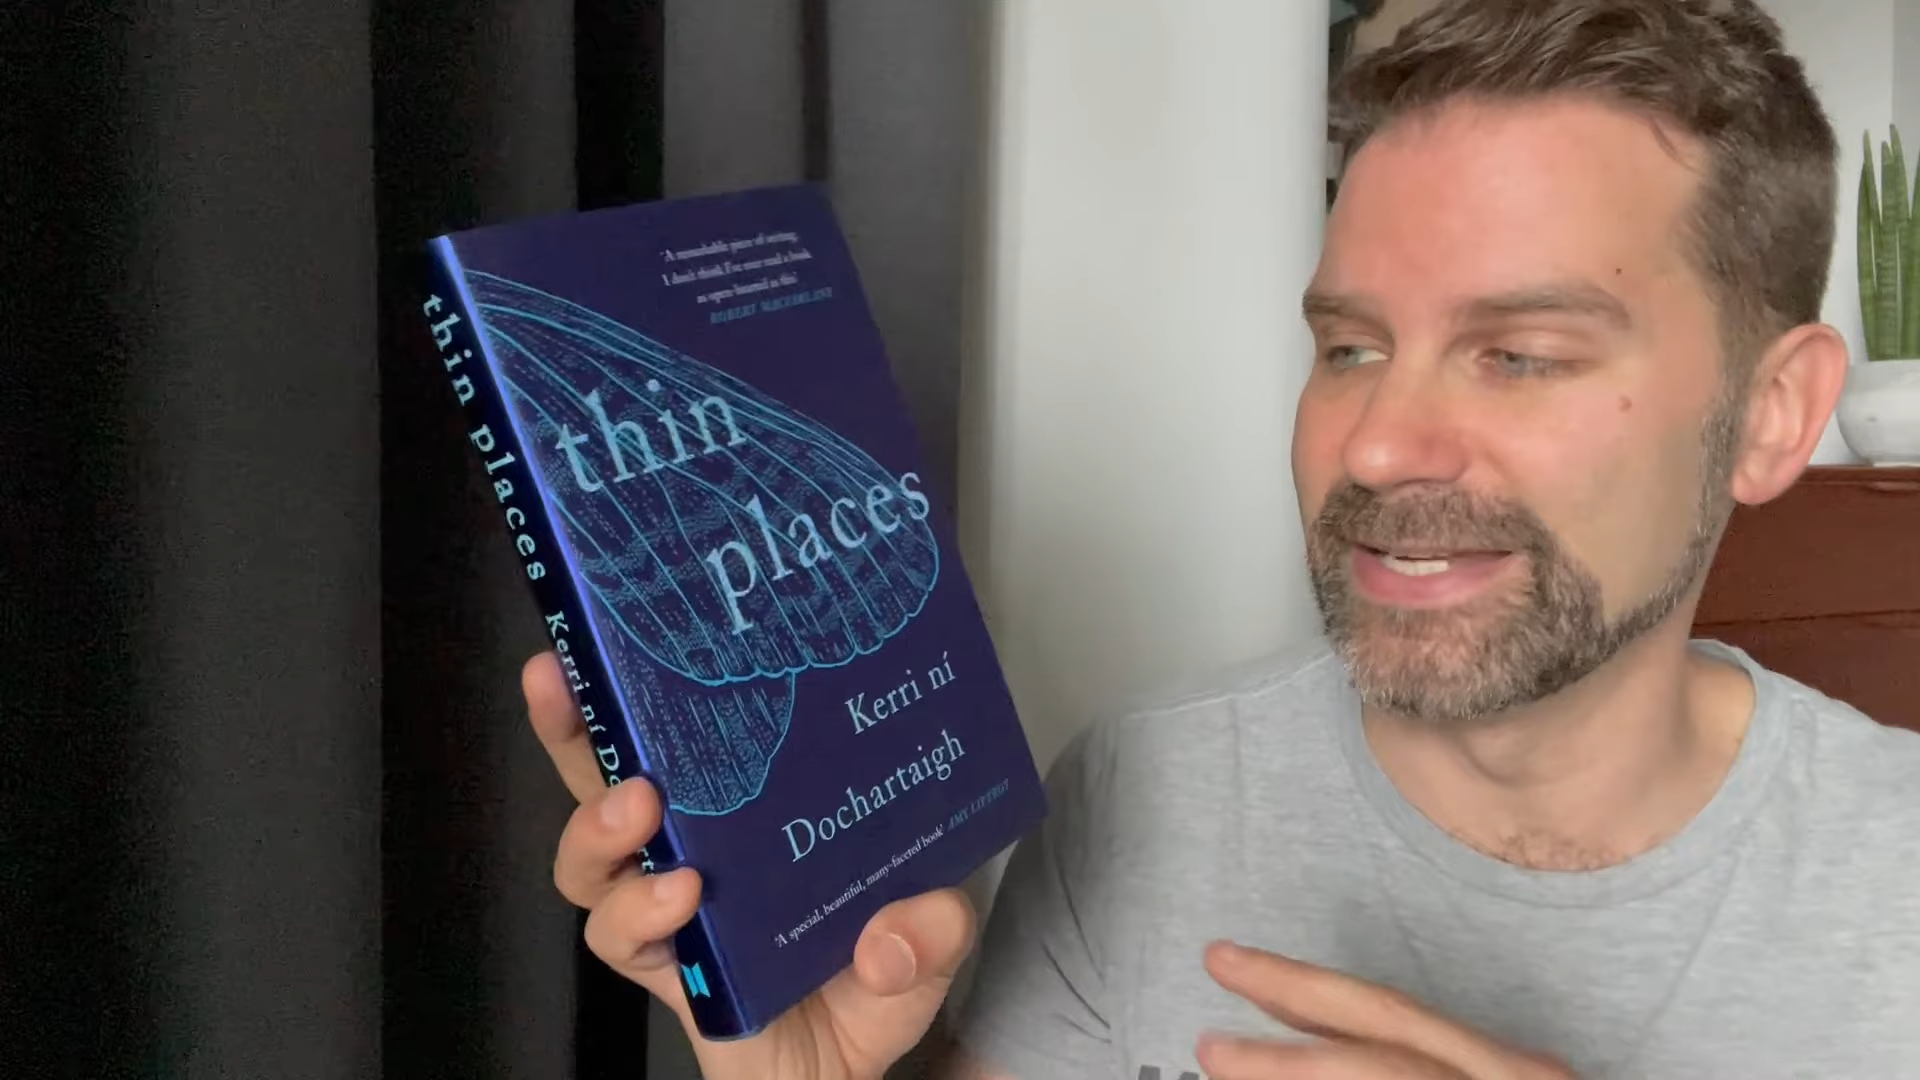 thin places Kerri ní Do
'A remarkable piece of writing,
I don't think I've ever read a book
as open-hearted as this'
ROBERT MACFARLANE
thin
places
Kerri ní
Dochartaigh
'A special, beautiful, many-faceted book' AMY LIPTROT